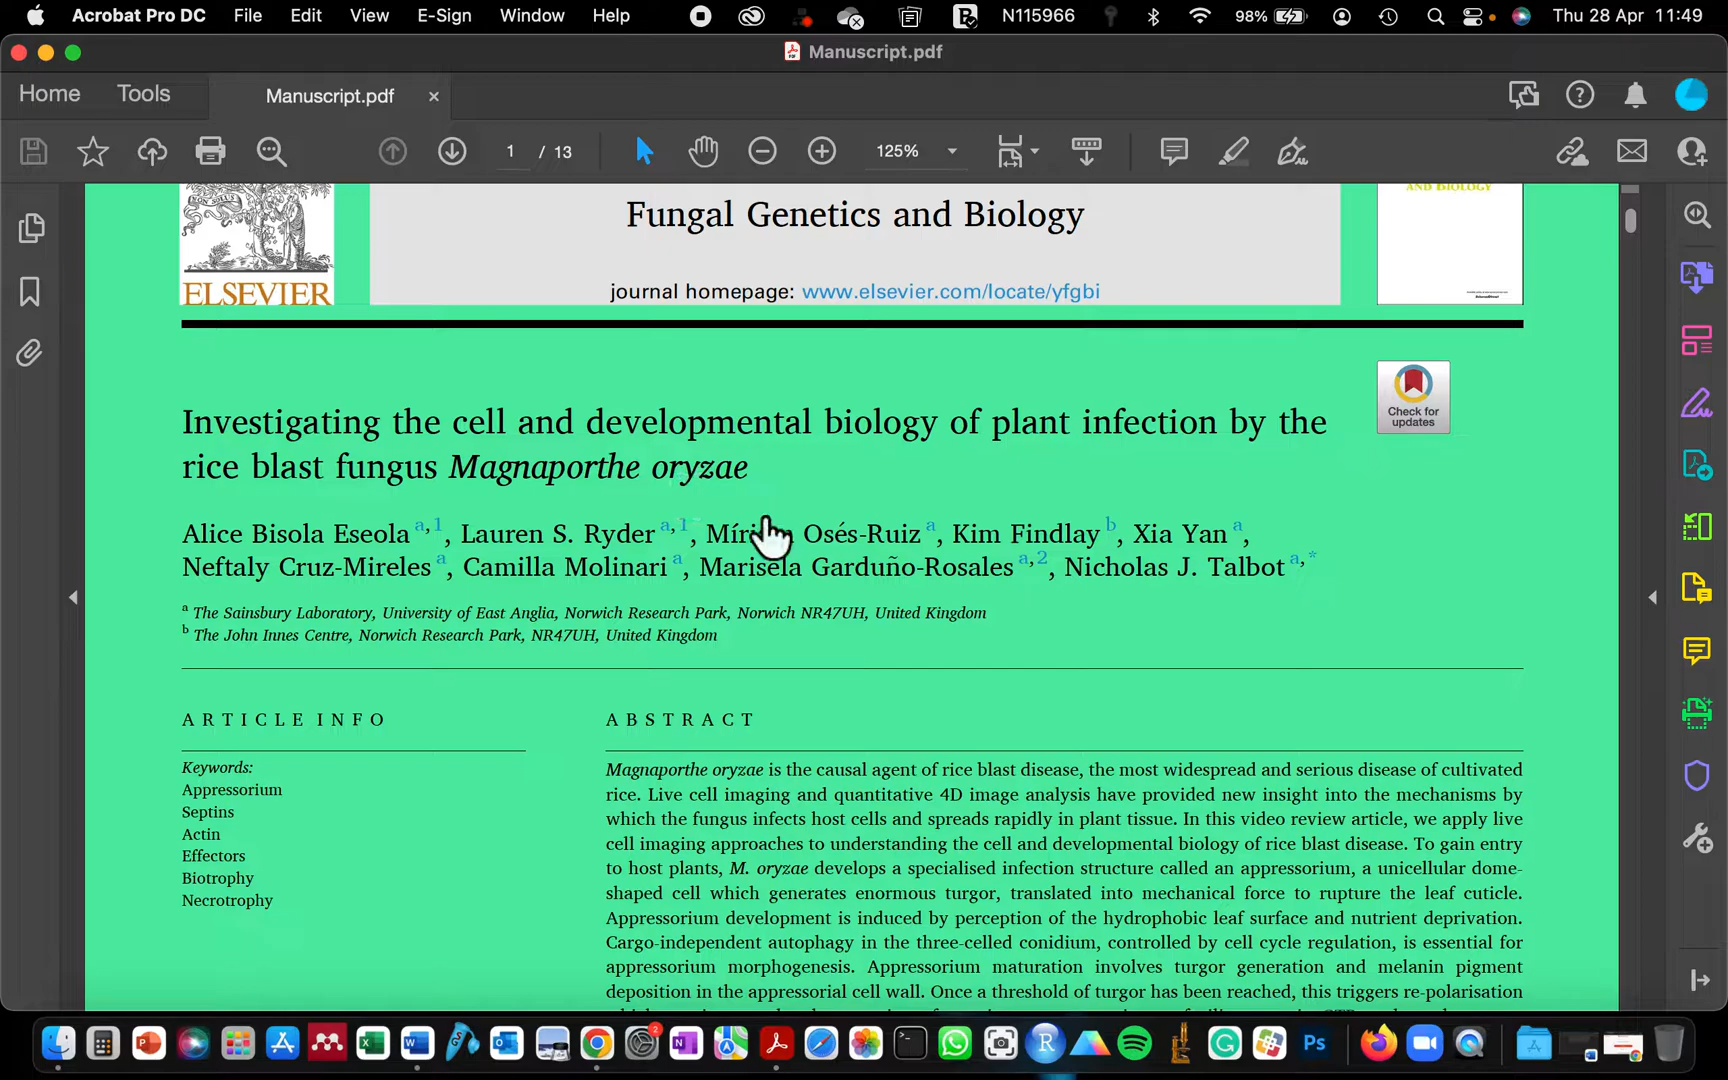 Acrobat Pro DC File Edit View E-Sign Window Help N115966 98% Thu 28 Apr 11:49
Manuscript.pdf
Home Tools Manuscript.pdf
1 / 13 125%
AND BIOLOGY
Fungal Genetics and Biology
ELSEVIER
journal homepage: www.elsevier.com/locate/yfgbi
Check for
updates
Investigating the cell and developmental biology of plant infection by the
rice blast fungus Magnaporthe oryzae
Alice Bisola Eseola a,1, Lauren S. Ryder a,1, Osés-Ruiz a, Kim Findlay b, Xia Yan a,
Neftaly Cruz-Mireles a, Camilla Molinari a, Marisela Garduño-Rosales a,2, Nicholas J. Talbot a,*
a The Sainsbury Laboratory, University of East Anglia, Norwich Research Park, Norwich NR47UH, United Kingdom
b The John Innes Centre, Norwich Research Park, NR47UH, United Kingdom
ARTICLE INFO
Keywords:
Appressorium
Septins
Actin
Effectors
Biotrophy
Necrotrophy
ABSTRACT
Magnaporthe oryzae is the causal agent of rice blast disease, the most widespread and serious disease of cultivated
rice. Live cell imaging and quantitative 4D image analysis have provided new insight into the mechanisms by
which the fungus infects host cells and spreads rapidly in plant tissue. In this video review article, we apply live
cell imaging approaches to understanding the cell and developmental biology of rice blast disease. To gain entry
to host plants, M. oryzae develops a specialised infection structure called an appressorium, a unicellular dome-
shaped cell which generates enormous turgor, translated into mechanical force to rupture the leaf cuticle.
Appressorium development is induced by perception of the hydrophobic leaf surface and nutrient deprivation.
Cargo-independent autophagy in the three-celled conidium, controlled by cell cycle regulation, is essential for
appressorium morphogenesis. Appressorium maturation involves turgor generation and melanin pigment
deposition in the appressorial cell wall. Once a threshold of turgor has been reached, this triggers re-polarisation